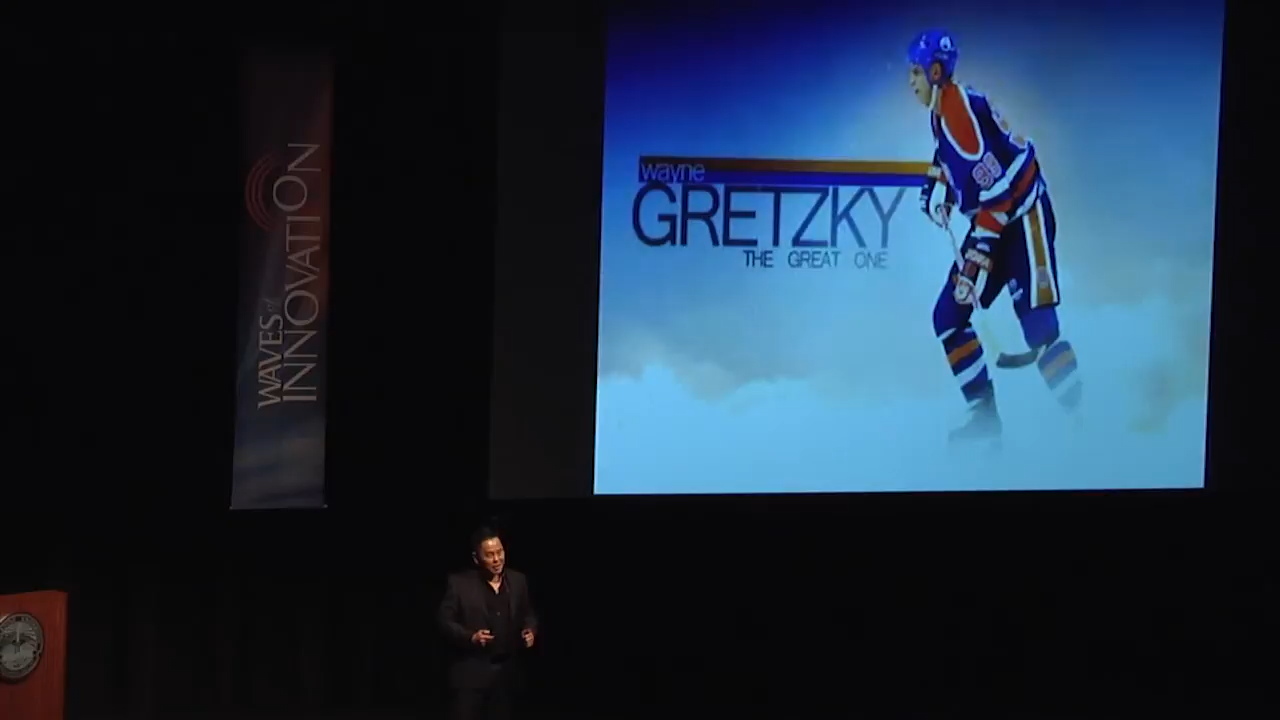 WAVES of
INNOVATION
wayne
GRETZKY
THE GREAT ONE
99